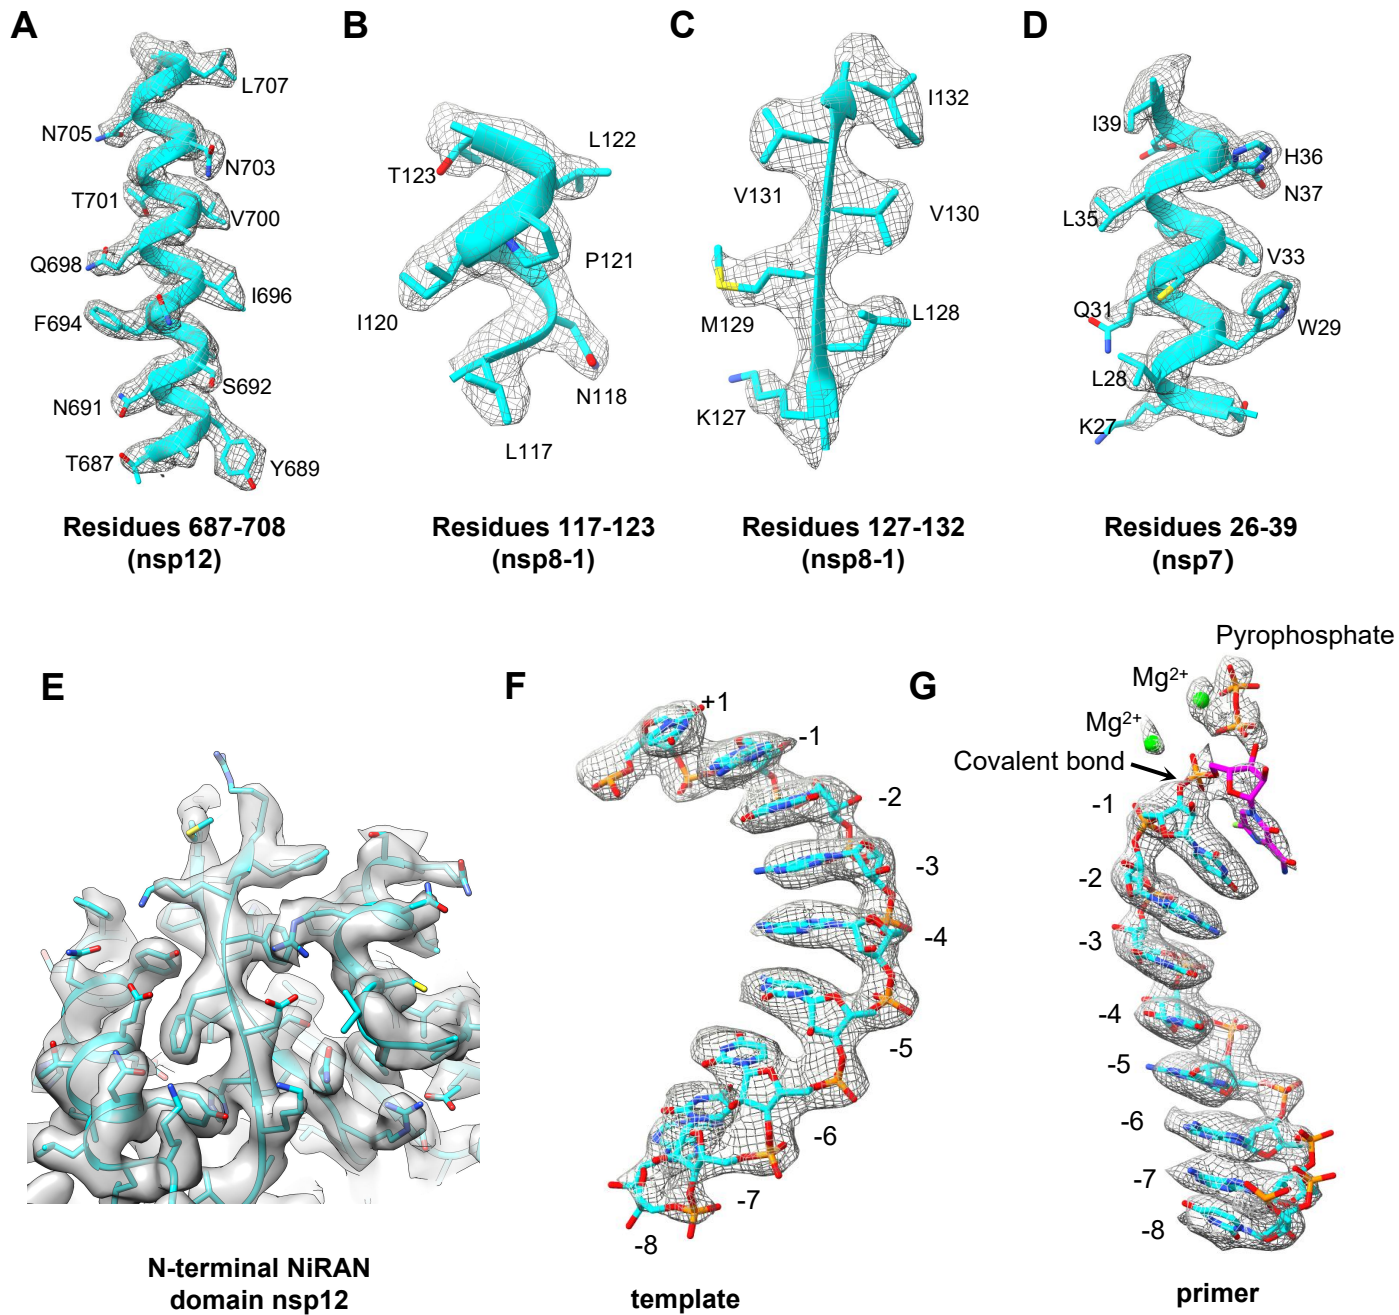 A
L707
N705
N703
T701
V700
Q698
I696
F694
S692
N691
T687
Y689
Residues 687-708
(nsp12)
B
L122
T123
P121
I120
N118
L117
Residues 117-123
(nsp8-1)
C
I132
V131
V130
M129
L128
K127
Residues 127-132
(nsp8-1)
D
I39
H36
N37
L35
V33
Q31
W29
L28
K27
Residues 26-39
(nsp7)
E
N-terminal NiRAN
domain nsp12
F
+1
-1
-2
-3
-4
-5
-6
-7
-8
template
G
Pyrophosphate
Mg2+
Mg2+
Covalent bond
-1
-2
-3
-4
-5
-6
-7
-8
primer